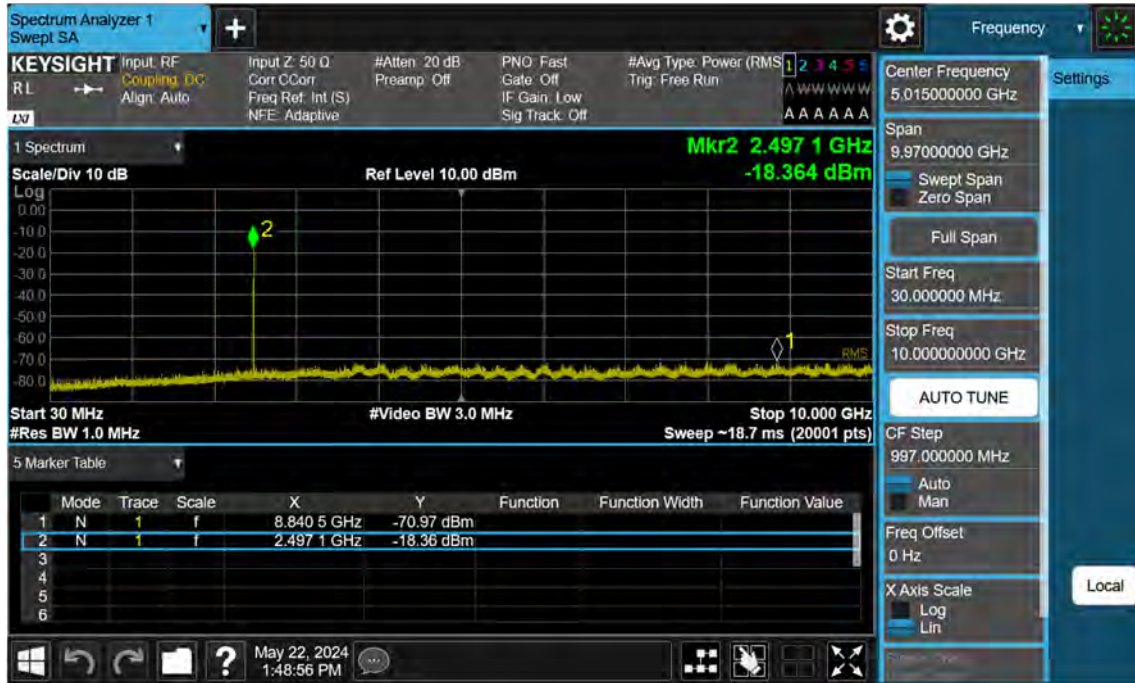 Spectrum Analyzer 1
Swept SA
+
Frequency
KEYSIGHT
RL
LXI
Input: RF
Coupling: DC
Align: Auto
Input Z: 50 Ω
Corr CCorr
Freq Ref: Int (S)
NFE: Adaptive
#Atten: 20 dB
Preamp: Off
PNO: Fast
Gate: Off
IF Gain: Low
Sig Track: Off
#Avg Type: Power (RMS
Trig: Free Run
1 2 3 4 5 6
A W W W W W
A A A A A A
1 Spectrum
Scale/Div 10 dB
Ref Level 10.00 dBm
Mkr2 2.497 1 GHz
-18.364 dBm
Log
0.00
-10.0
-20.0
-30.0
-40.0
-50.0
-60.0
-70.0
-80.0
2
1
RMS
Start 30 MHz
#Video BW 3.0 MHz
Stop 10.000 GHz
#Res BW 1.0 MHz
Sweep ~18.7 ms (20001 pts)
5 Marker Table
Mode Trace Scale X Y Function Function Width Function Value
1 N 1 f 8.840 5 GHz -70.97 dBm
2 N 1 f 2.497 1 GHz -18.36 dBm
3
4
5
6
May 22, 2024
1:48:56 PM
?
Center Frequency
5.015000000 GHz
Settings
Span
9.97000000 GHz
Swept Span
Zero Span
Full Span
Start Freq
30.000000 MHz
Stop Freq
10.000000000 GHz
AUTO TUNE
CF Step
997.000000 MHz
Auto
Man
Freq Offset
0 Hz
X Axis Scale
Log
Lin
Local